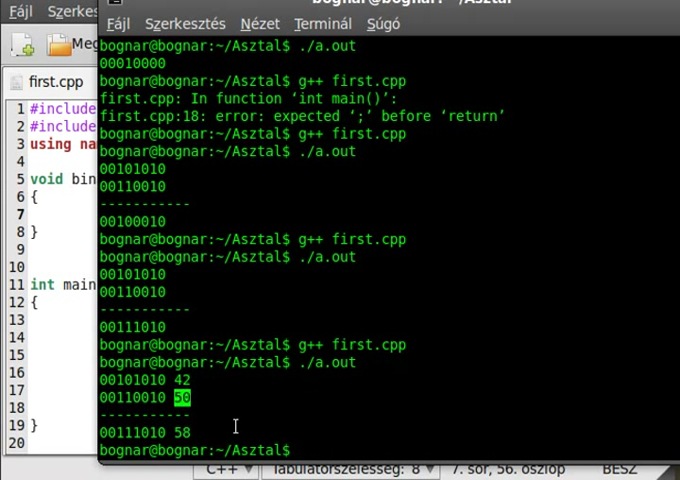 Fájl Szerkesztés Nézet Terminál Súgó
bognar@bognar:~/Asztal$ ./a.out
00010000
bognar@bognar:~/Asztal$ g++ first.cpp
first.cpp: In function ‘int main()’:
first.cpp:18: error: expected ‘;’ before ‘return’
bognar@bognar:~/Asztal$ g++ first.cpp
bognar@bognar:~/Asztal$ ./a.out
00101010
00110010
-----------
00100010
bognar@bognar:~/Asztal$ g++ first.cpp
bognar@bognar:~/Asztal$ ./a.out
00101010
00110010
-----------
00111010
bognar@bognar:~/Asztal$ g++ first.cpp
bognar@bognar:~/Asztal$ ./a.out
00101010 42
00110010 50
-----------
00111010 58
bognar@bognar:~/Asztal$
Fájl Szerkes
Meg
first.cpp
1 #include
2 #include
3 using na
4
5 void bin
6 {
7
8 }
9
10
11 int main
12 {
13
14
15
16
17
18
19 }
20
C++ Tabulátorszélesség: 8 7. sor, 56. oszlop BESZ